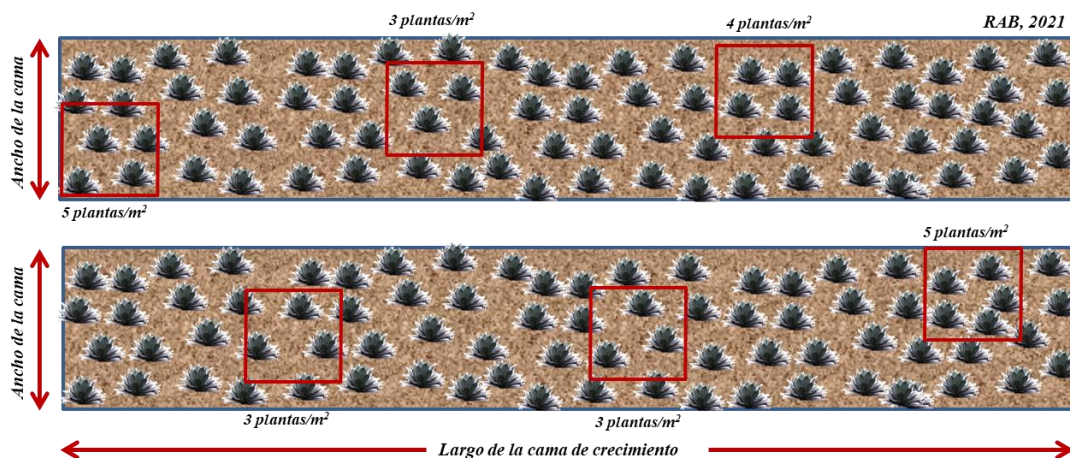 3 plantas/m²
4 plantas/m²
RAB, 2021
Ancho de la cama
5 plantas/m²
5 plantas/m²
Ancho de la cama
3 plantas/m²
3 plantas/m²
Largo de la cama de crecimiento